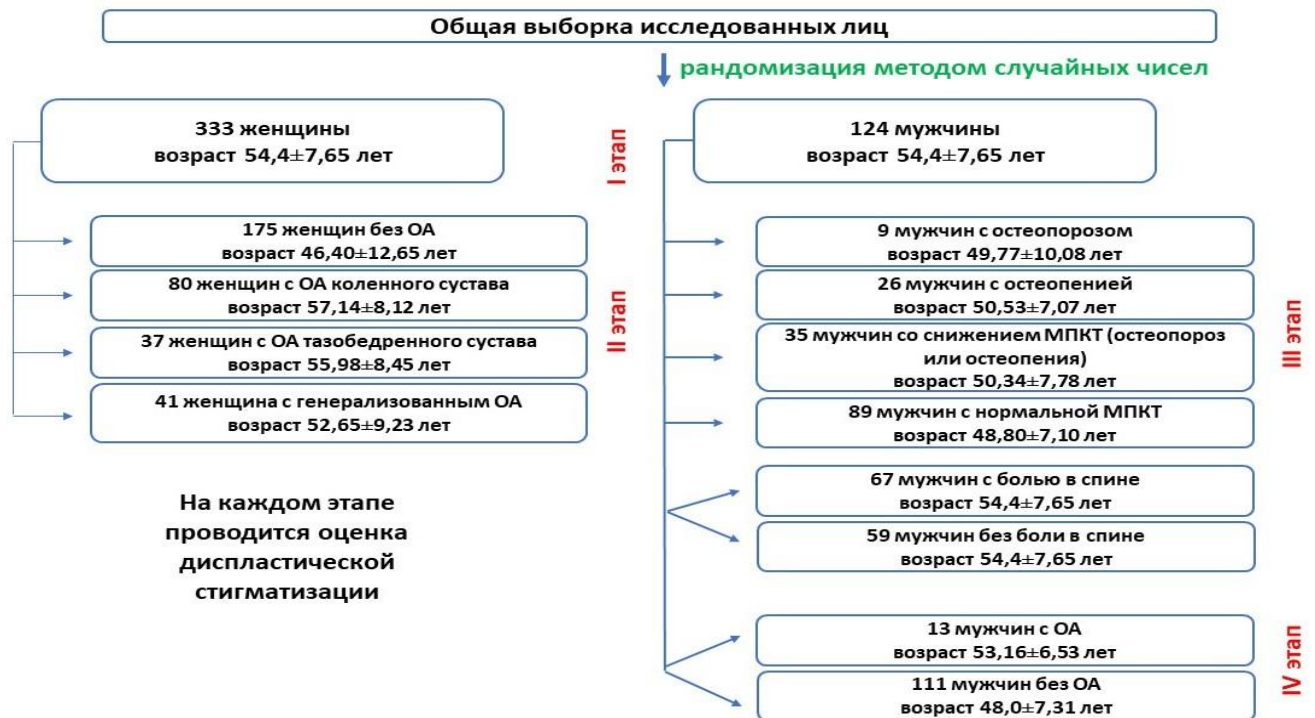 Общая выборка исследованных лиц
рандомизация методом случайных чисел
333 женщины
возраст 54,4±7,65 лет
I этап
124 мужчины
возраст 54,4±7,65 лет
175 женщин без ОА
возраст 46,40±12,65 лет
80 женщин с ОА коленного сустава
возраст 57,14±8,12 лет
37 женщин с ОА тазобедренного сустава
возраст 55,98±8,45 лет
41 женщина с генерализованным ОА
возраст 52,65±9,23 лет
II этап
На каждом этапе
проводится оценка
диспластической
стигматизации
9 мужчин с остеопорозом
возраст 49,77±10,08 лет
26 мужчин с остеопенией
возраст 50,53±7,07 лет
35 мужчин со снижением МПКТ (остеопороз
или остеопения)
возраст 50,34±7,78 лет
89 мужчин с нормальной МПКТ
возраст 48,80±7,10 лет
III этап
67 мужчин с болью в спине
возраст 54,4±7,65 лет
59 мужчин без боли в спине
возраст 54,4±7,65 лет
13 мужчин с ОА
возраст 53,16±6,53 лет
111 мужчин без ОА
возраст 48,0±7,31 лет
IV этап